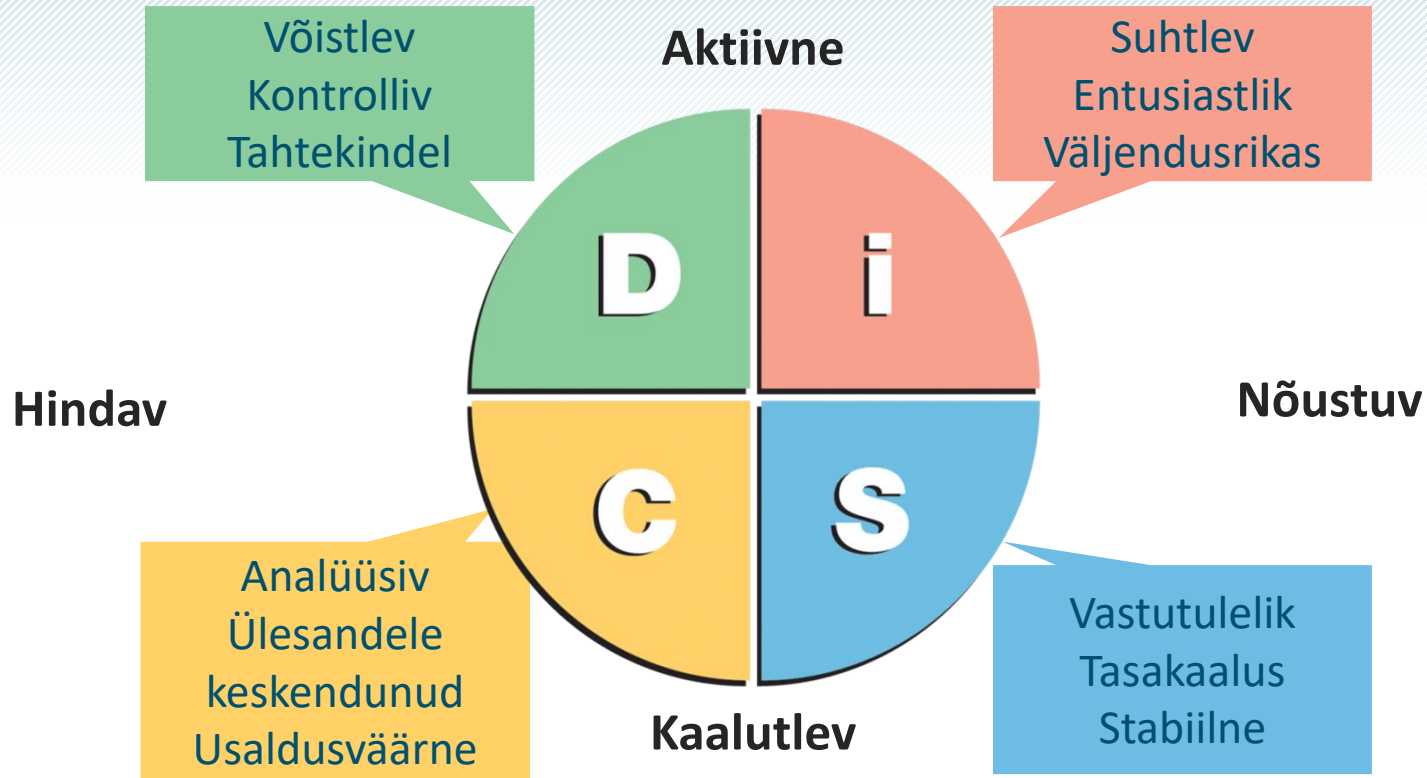 Võistlev
Kontrolliv
Tahtekindel
Aktiivne
Suhtlev
Entusiastlik
Väljendusrikas
D
i
Hindav
Nõustuv
C
S
Analüüsiv
Ülesandele
keskendunud
Usaldusväärne
Kaalutlev
Vastutulelik
Tasakaalus
Stabiilne